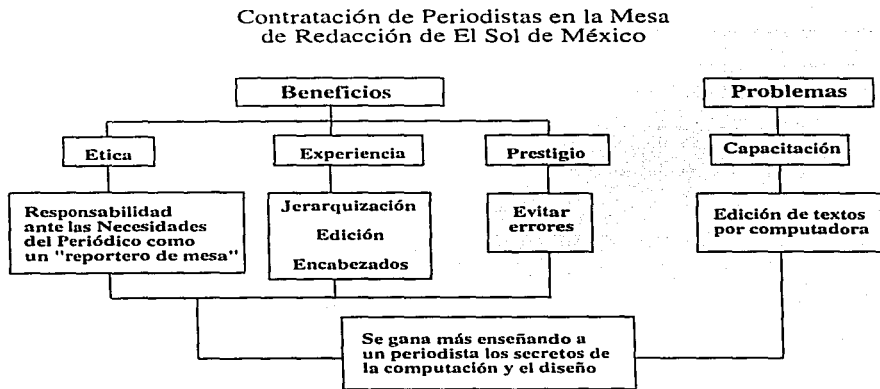 Contratación de Periodistas en la Mesa
de Redacción de El Sol de México
Beneficios
Problemas
Etica
Experiencia
Prestigio
Capacitación
Responsabilidad
ante las Necesidades
del Periódico como
un "reportero de mesa"
Jerarquización
Edición
Encabezados
Evitar
errores
Edición de textos
por computadora
Se gana más enseñando a
un periodista los secretos de
la computación y el diseño